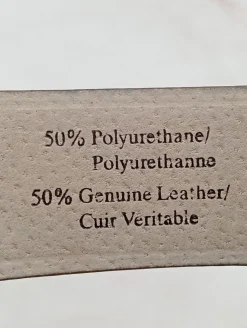 50% Polyurethane/
Polyurethanne
50% Genuine Leather/
Cuir Veritable